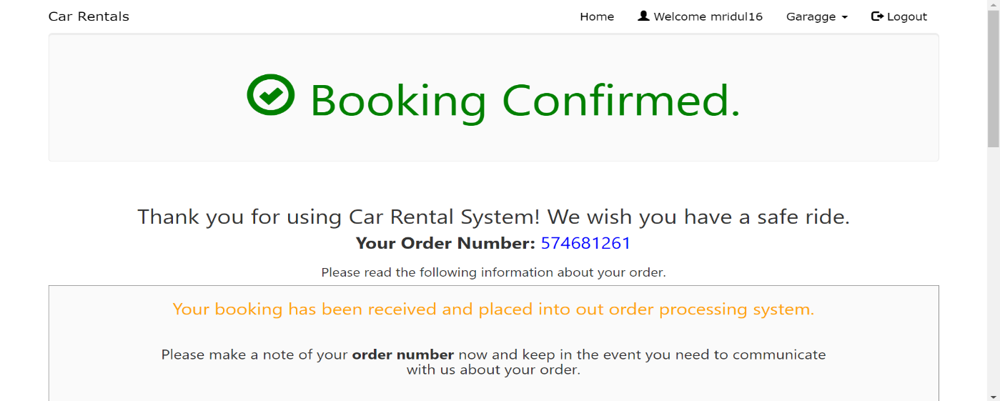 Car Rentals Home Welcome mridul16 Garagge Logout
Booking Confirmed.
Thank you for using Car Rental System! We wish you have a safe ride.
Your Order Number: 574681261
Please read the following information about your order.
Your booking has been received and placed into out order processing system.
Please make a note of your order number now and keep in the event you need to communicate
with us about your order.